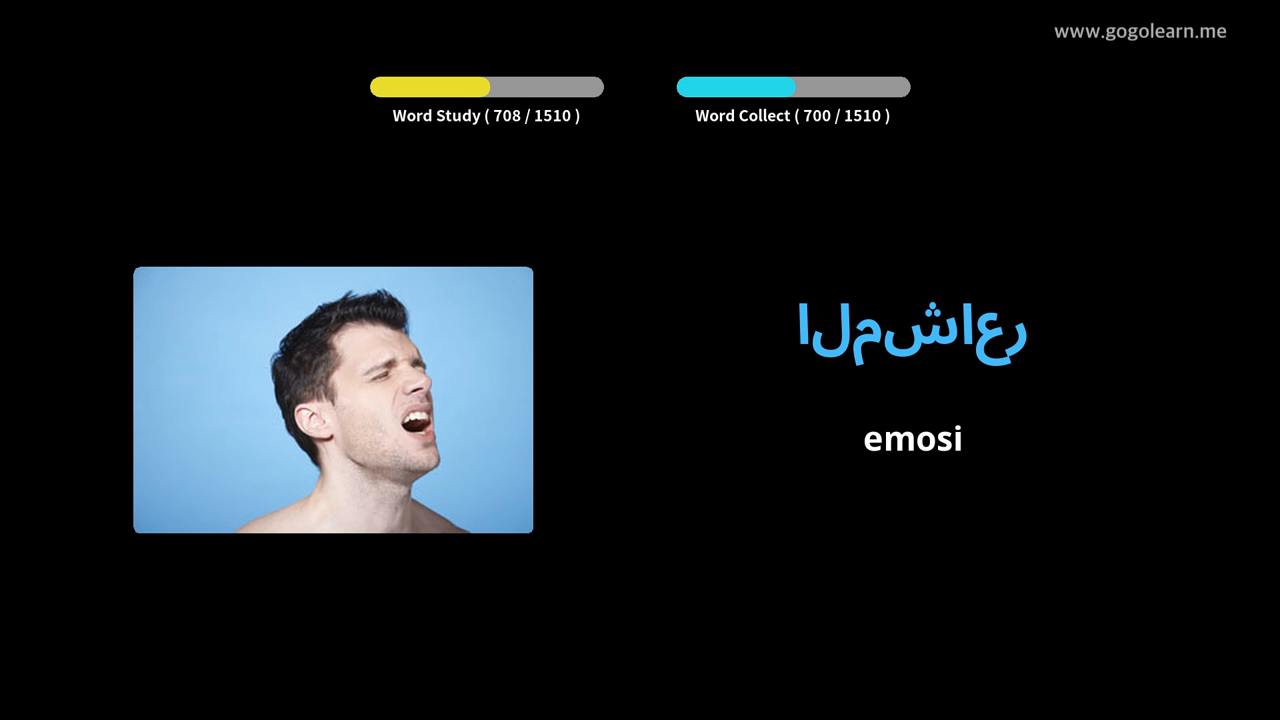 www.gogolearn.me
Word Study ( 708 / 1510 )
Word Collect ( 700 / 1510 )
المشاعر
emosi